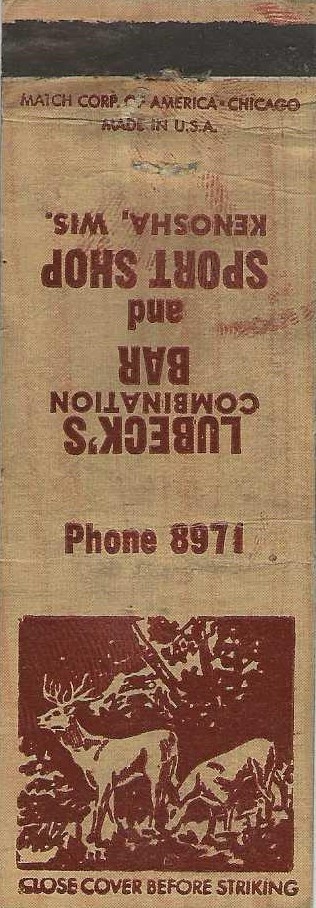 MATCH CORP. OF AMERICA-CHICAGO
MADE IN U.S.A.
LUBECK'S
COMBINATION
BAR
and
SPORT SHOP
KENOSHA, WIS.
Phone 8971
CLOSE COVER BEFORE STRIKING